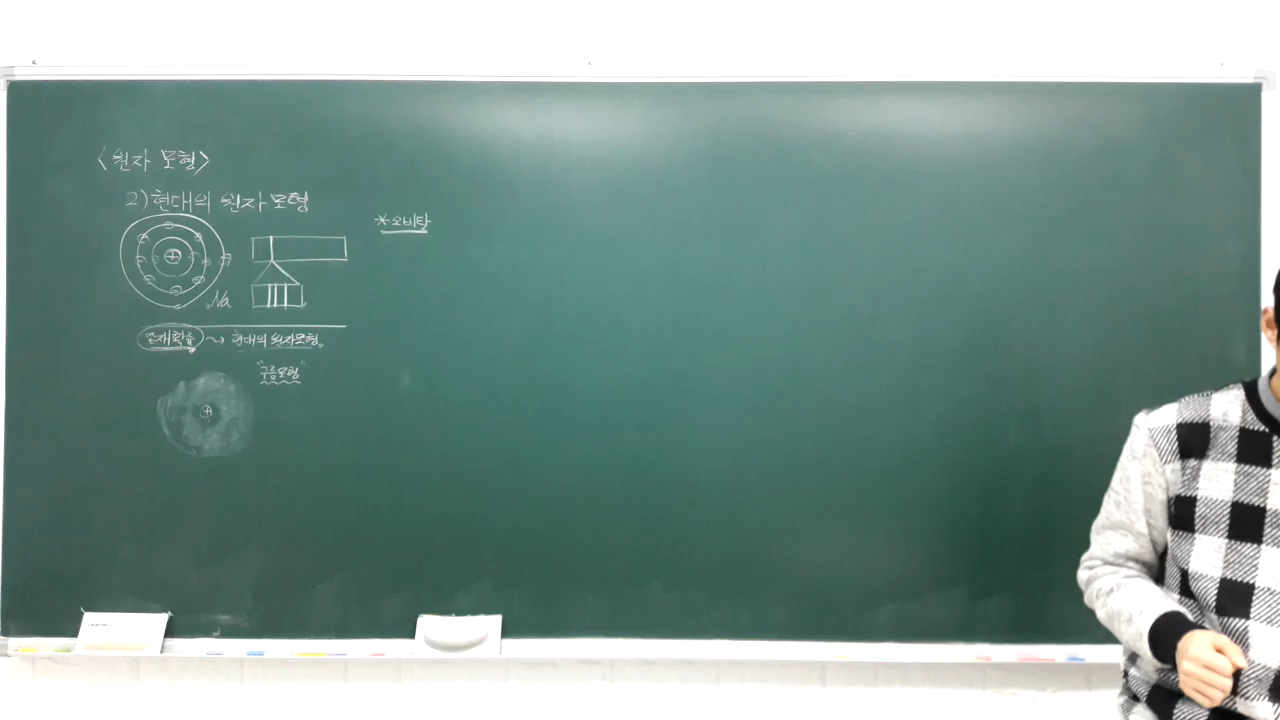 <원자 모형>
2) 현대의 원자 모형
*오비탈
"Na
존재확률 ~> 현대의 원자모형"
"구름모형"